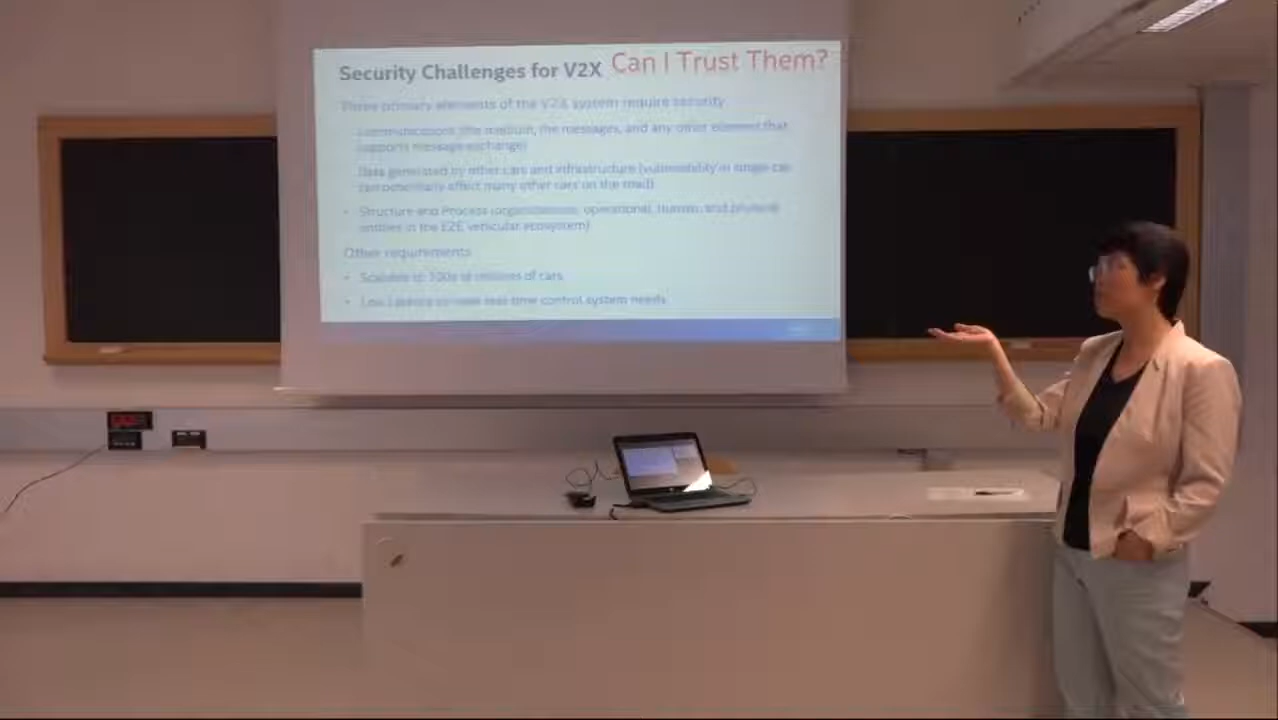 Security Challenges for V2X Can I Trust Them?
Three primary elements of the V2X system require security
Communications (the medium, the messages, and any other element that
supports message exchange)
Data generated by other cars and infrastructure (vulnerability in single car
can potentially affect many other cars on the road)
• Structure and Process (organizational, operational, human, and physical
entities in the E2E vehicular ecosystem)
Other requirements
• Scalable to 100s of millions of cars
• Low latency to meet real time control system needs